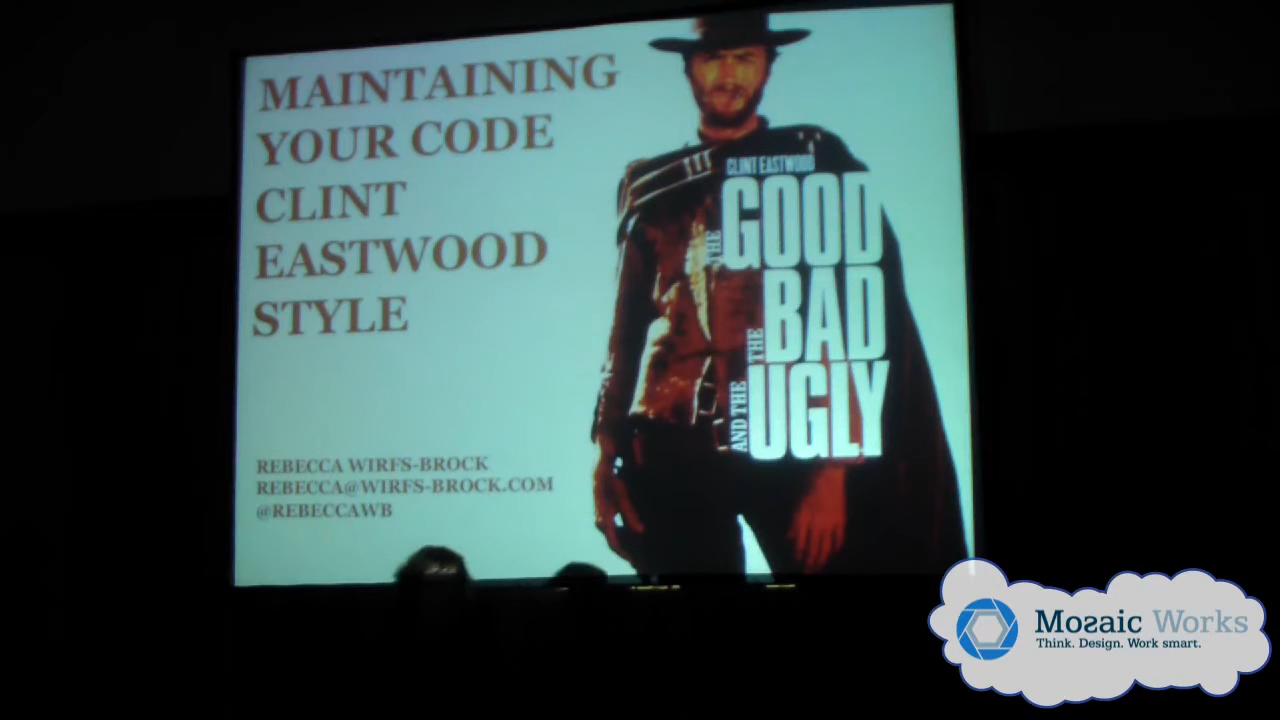 MAINTAINING
YOUR CODE
CLINT
EASTWOOD
STYLE
CLINT EASTWOOD
THE GOOD
THE BAD
AND THE UGLY
REBECCA WIRFS-BROCK
REBECCA@WIRFS-BROCK.COM
@REBECCAWB
Mosaic Works
Think. Design. Work smart.